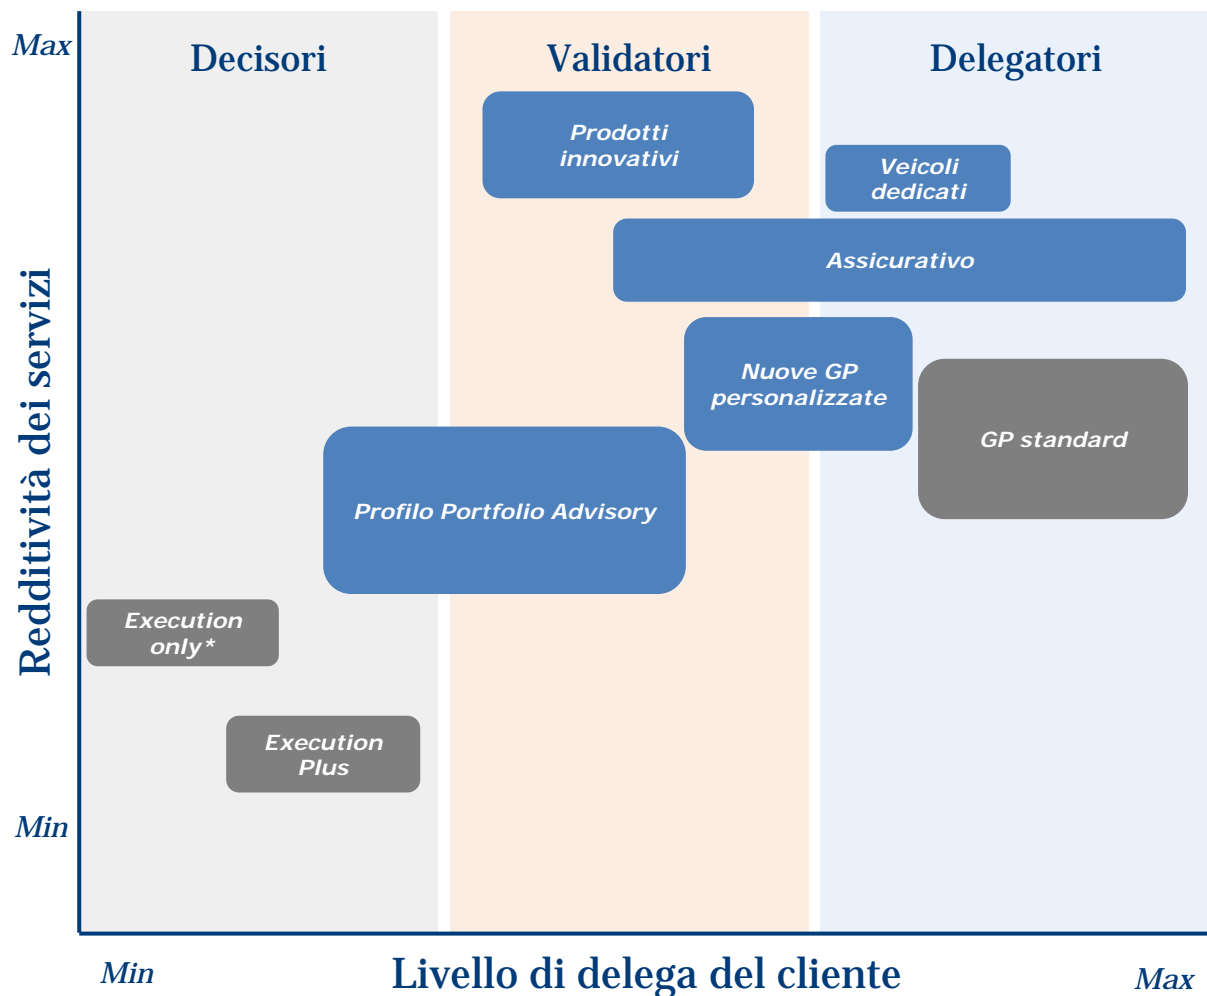 Max
Decisori
Validatori
Delegatori
Prodotti
innovativi
Veicoli
dedicati
Assicurativo
Nuove GP
personalizzate
GP standard
Profilo Portfolio Advisory
Execution
only*
Execution
Plus
Redditività dei servizi
Min
Min
Livello di delega del cliente
Max